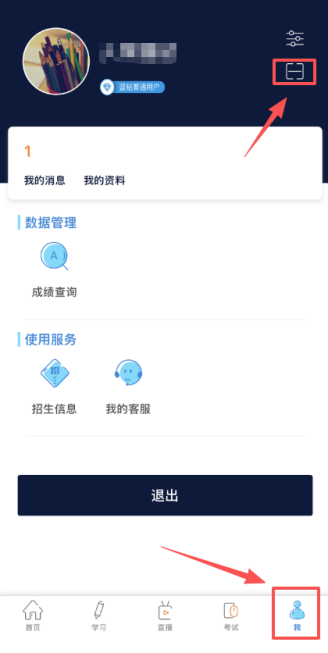 蓝钻普通用户
1
我的消息 我的资料
数据管理
A
成绩查询
使用服务
招
招生信息 我的客服
退出
首页 学习 直播 考试 我